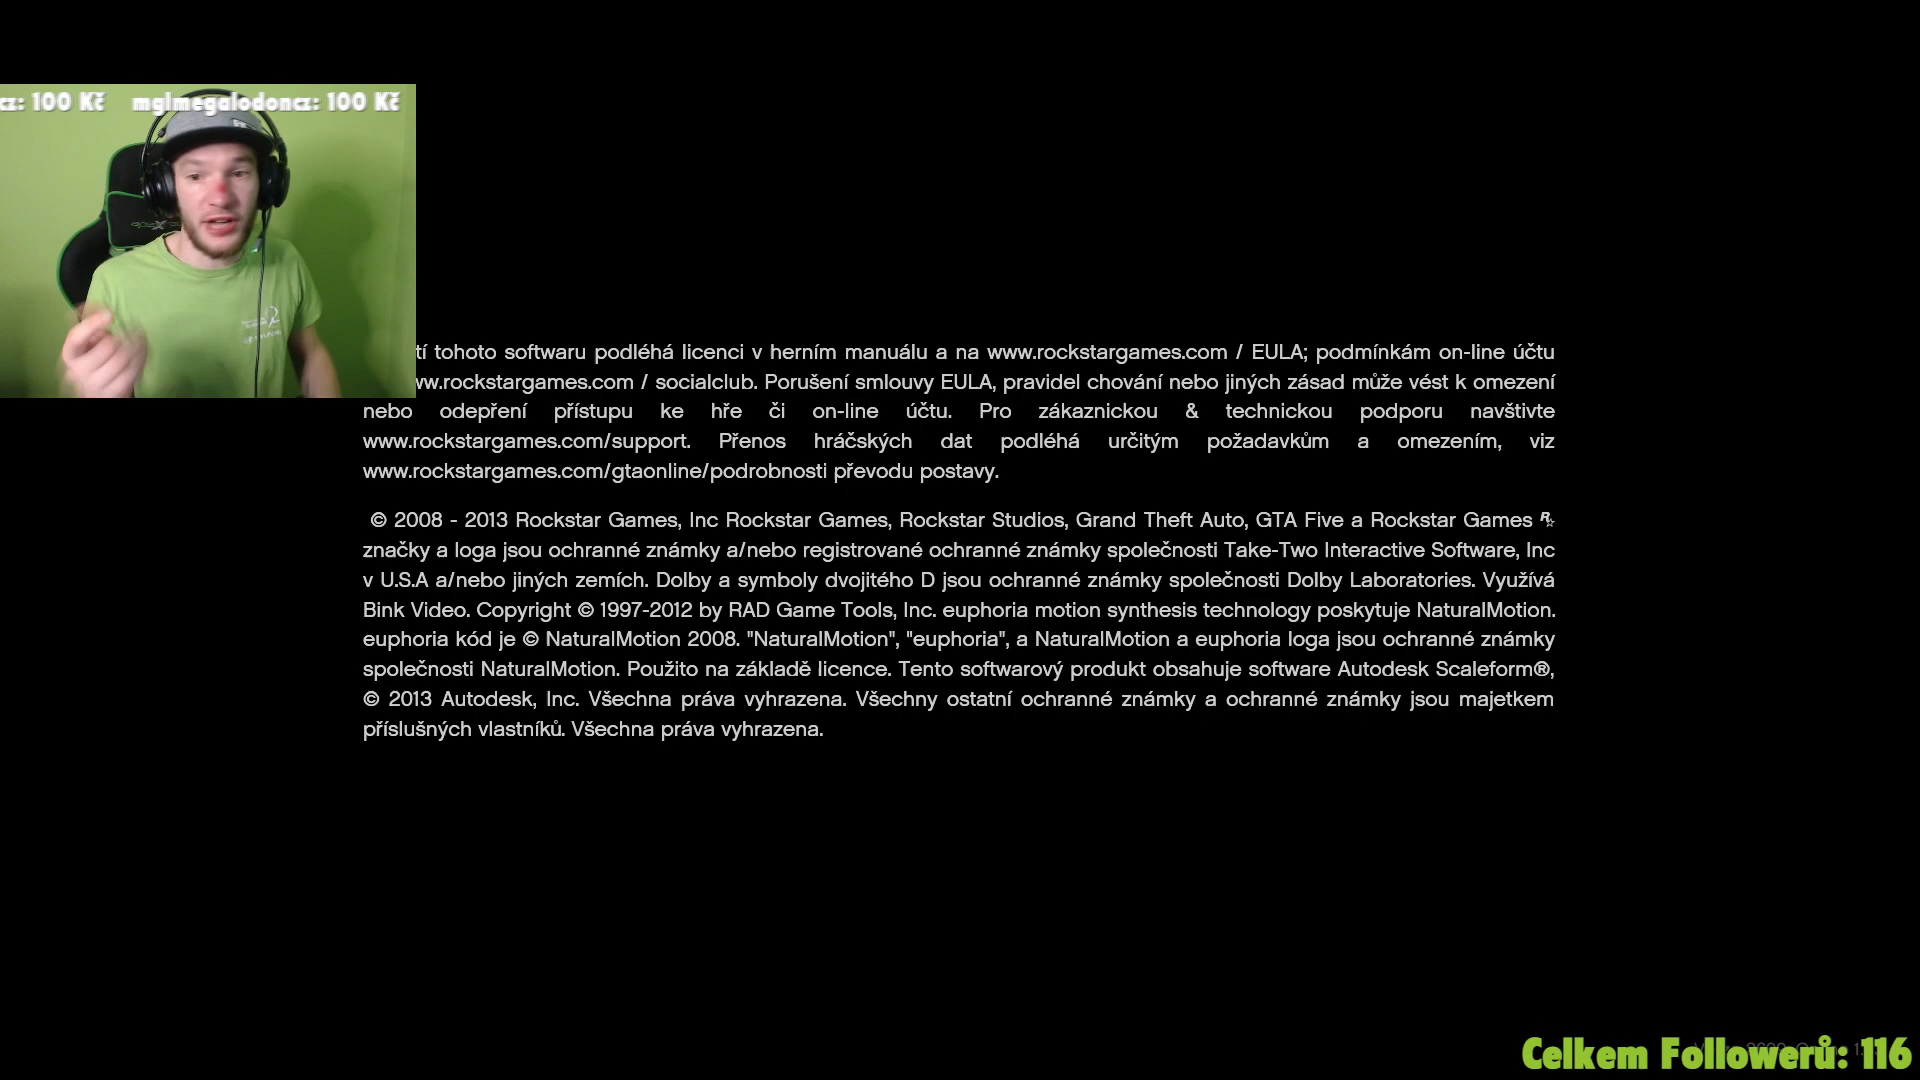 cz: 100 Kč mglmegalodoncz: 100 Kč
tohoto softwaru podléhá licenci v herním manuálu a na www.rockstargames.com / EULA; podmínkám on-line účtu
.rockstargames.com / socialclub. Porušení smlouvy EULA, pravidel chování nebo jiných zásad může vést k omezení
nebo odepření přístupu ke hře či on-line účtu. Pro zákaznickou & technickou podporu navštivte
www.rockstargames.com/support. Přenos hráčských dat podléhá určitým požadavkům a omezením, viz
www.rockstargames.com/gtaonline/podrobnosti převodu postavy.
© 2008 - 2013 Rockstar Games, Inc Rockstar Games, Rockstar Studios, Grand Theft Auto, GTA Five a Rockstar Games R☆
značky a loga jsou ochranné známky a/nebo registrované ochranné známky společnosti Take-Two Interactive Software, Inc
v U.S.A a/nebo jiných zemích. Dolby a symboly dvojitého D jsou ochranné známky společnosti Dolby Laboratories. Využívá
Bink Video. Copyright © 1997-2012 by RAD Game Tools, Inc. euphoria motion synthesis technology poskytuje NaturalMotion.
euphoria kód je © NaturalMotion 2008. "NaturalMotion", "euphoria", a NaturalMotion a euphoria loga jsou ochranné známky
společnosti NaturalMotion. Použito na základě licence. Tento softwarový produkt obsahuje software Autodesk Scaleform®,
© 2013 Autodesk, Inc. Všechna práva vyhrazena. Všechny ostatní ochranné známky a ochranné známky jsou majetkem
příslušných vlastníků. Všechna práva vyhrazena.
Celkem Followerů: 116